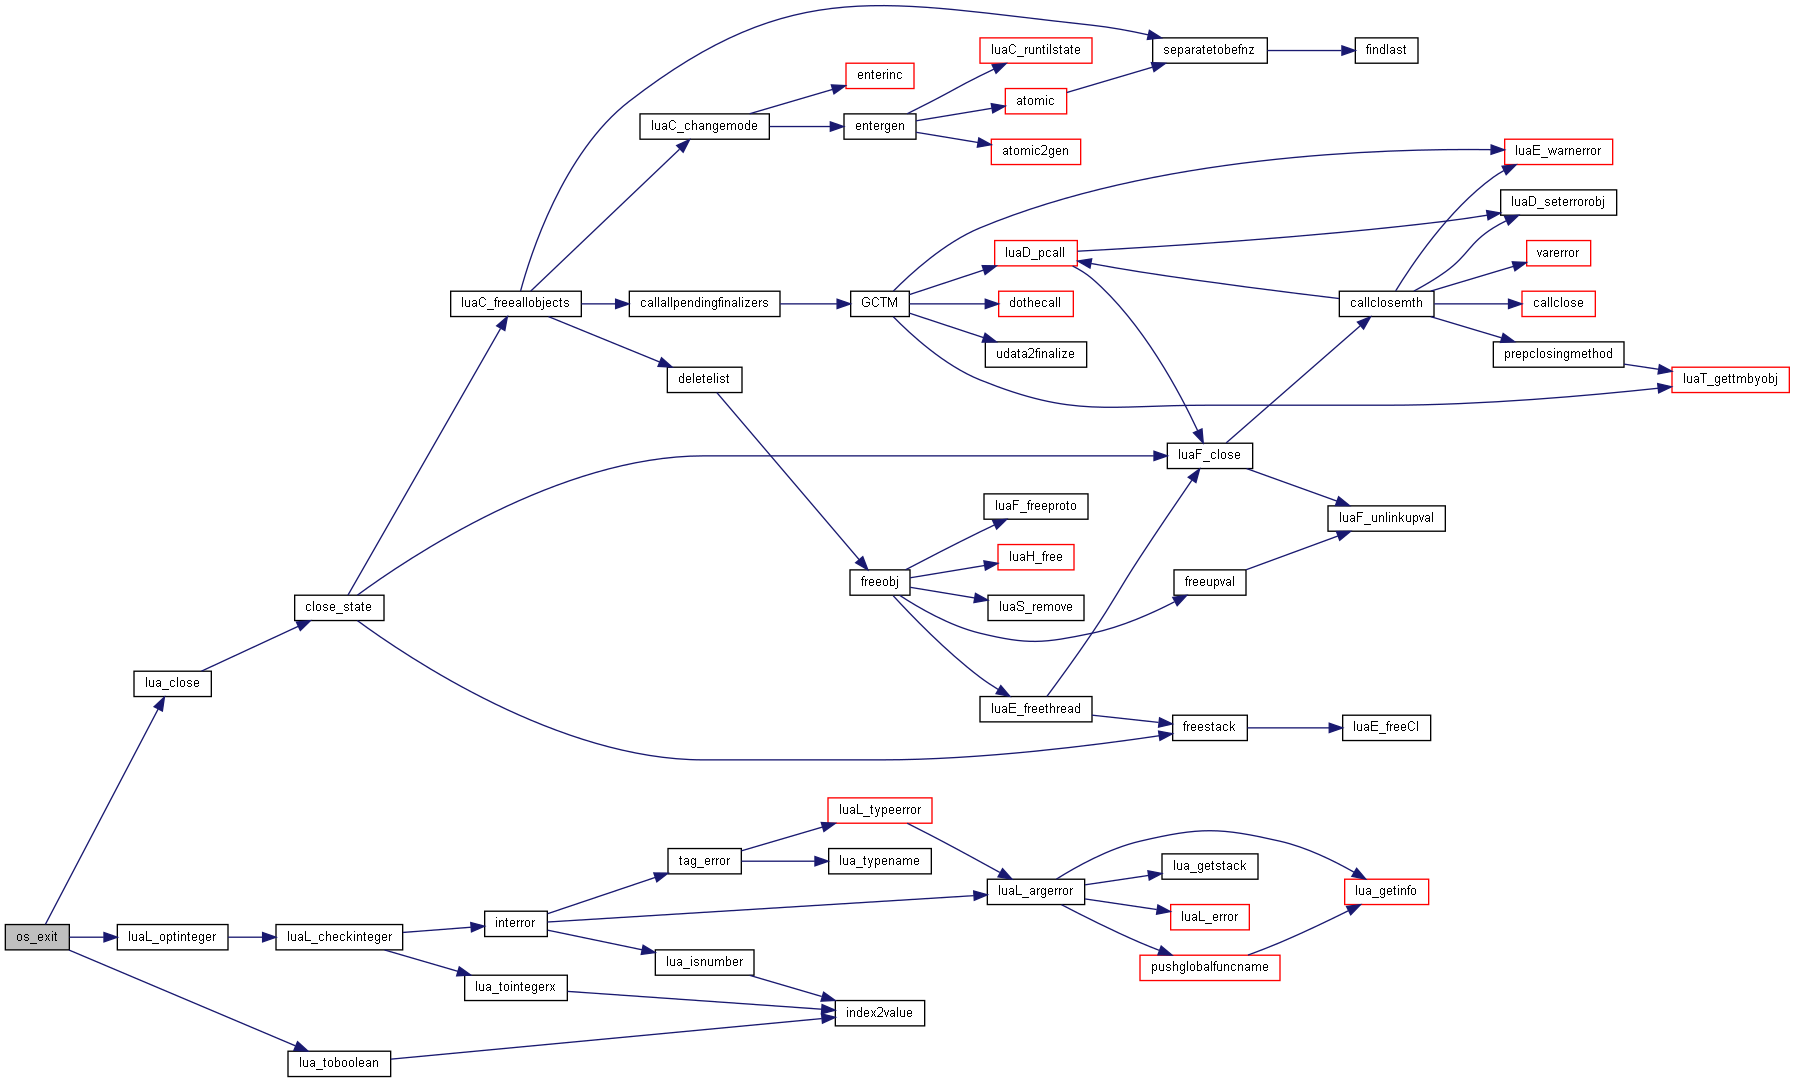 luaC_runtilstate
separatetobefnz
findlast
enterinc
atomic
luaC_changemode
entergen
atomic2gen
luaE_warnerror
luaD_seterrorobj
luaD_pcall
varerror
luaC_freeallobjects
callallpendingfinalizers
GCTM
dothecall
callclosemth
callclose
udata2finalize
prepclosingmethod
deletelist
luaT_gettmbyobj
luaF_close
luaF_freeproto
luaF_unlinkupval
luaH_free
freeobj
freeupval
close_state
luaS_remove
lua_close
luaE_freethread
freestack
luaE_freeCI
luaL_typeerror
tag_error
lua_typename
lua_getstack
luaL_argerror
lua_getinfo
luaL_error
interror
os_exit
luaL_optinteger
luaL_checkinteger
lua_isnumber
pushglobalfuncname
lua_tointegerx
index2value
lua_toboolean